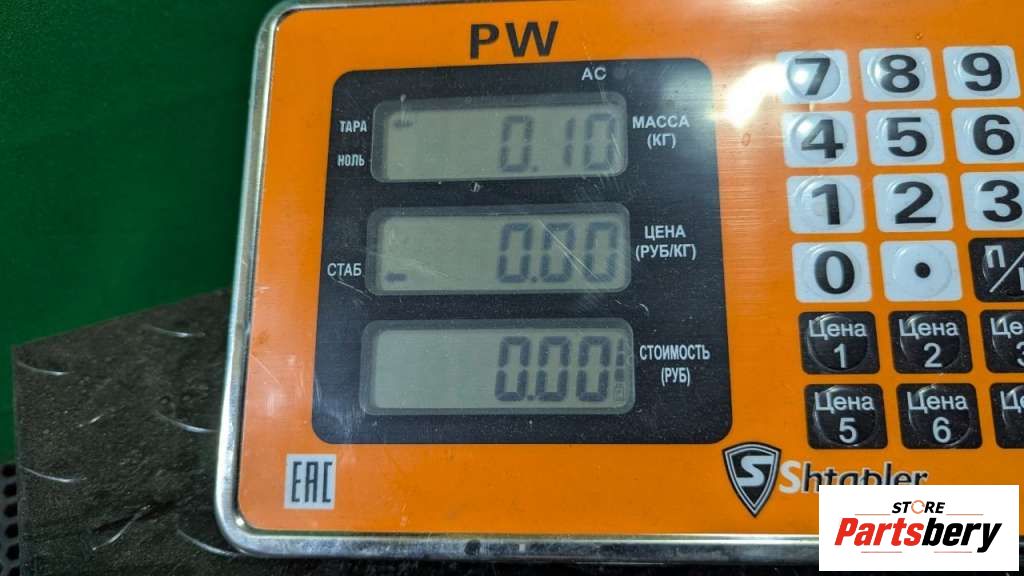 PW
AC
ТАРА
НОЛЬ
0.10
МАССА
(КГ)
СТАБ
0.00
ЦЕНА
(РУБ/КГ)
0.00
СТОИМОСТЬ
(РУБ)
7 8 9
4 5 6
1 2 3
0 •
Цена
1
Цена
2
Цена
5
Цена
6
EAC
Shtabler
STORE
Partsbery